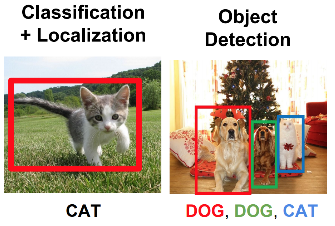 Classification
+ Localization
Object
Detection
CAT
DOG, DOG, CAT